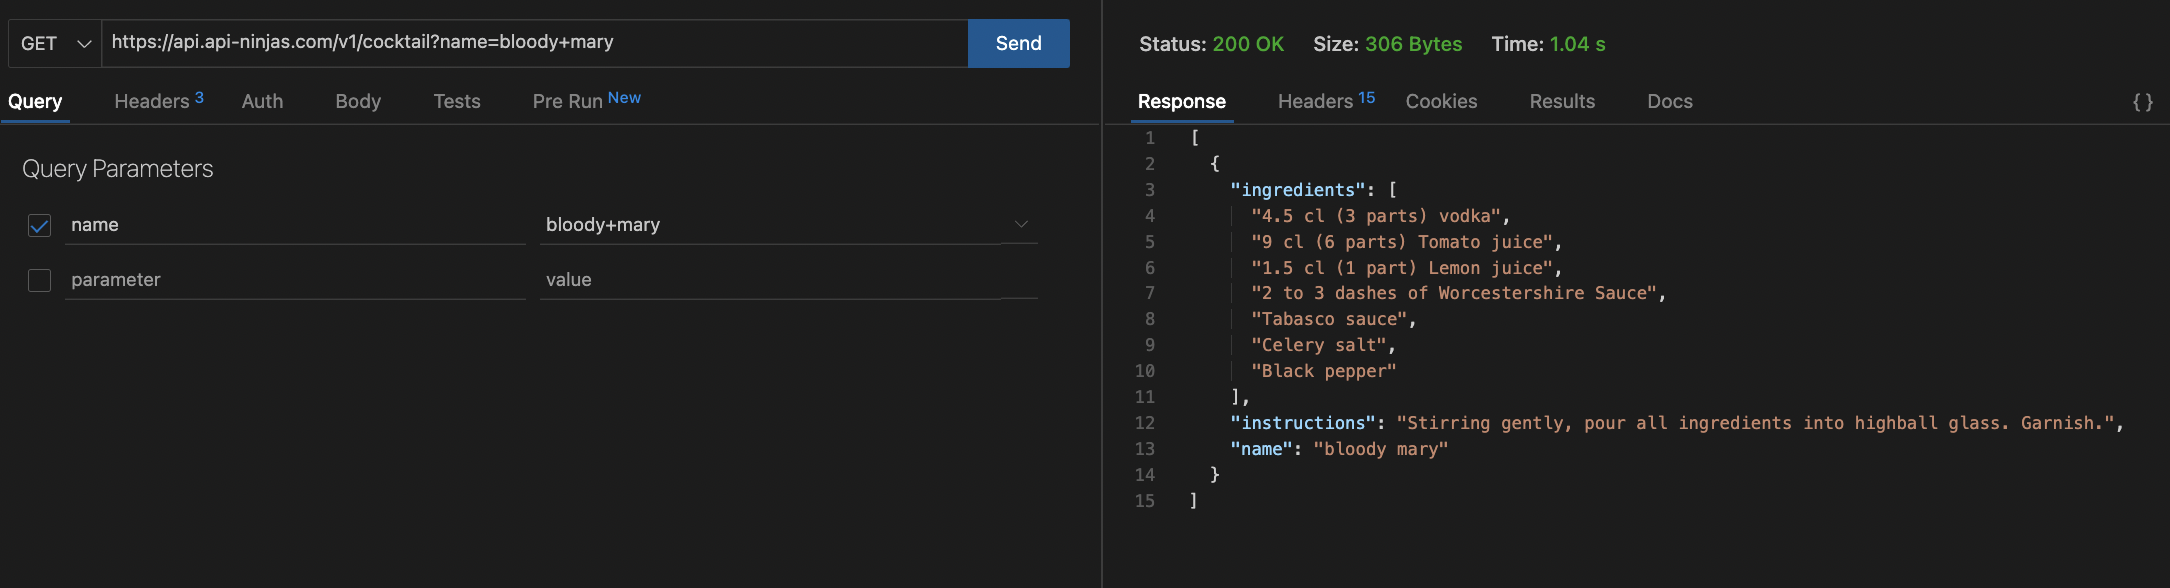 GET https://api.api-ninjas.com/v1/cocktail?name=bloody+mary Send
Query Headers 3 Auth Body Tests Pre Run New
Query Parameters
name bloody+mary
parameter value
Status: 200 OK Size: 306 Bytes Time: 1.04 s
Response Headers 15 Cookies Results Docs {}
1 [
2 {
3 "ingredients": [
4 "4.5 cl (3 parts) vodka",
5 "9 cl (6 parts) Tomato juice",
6 "1.5 cl (1 part) Lemon juice",
7 "2 to 3 dashes of Worcestershire Sauce",
8 "Tabasco sauce",
9 "Celery salt",
10 "Black pepper"
11 ],
12 "instructions": "Stirring gently, pour all ingredients into highball glass. Garnish.",
13 "name": "bloody mary"
14 }
15 ]